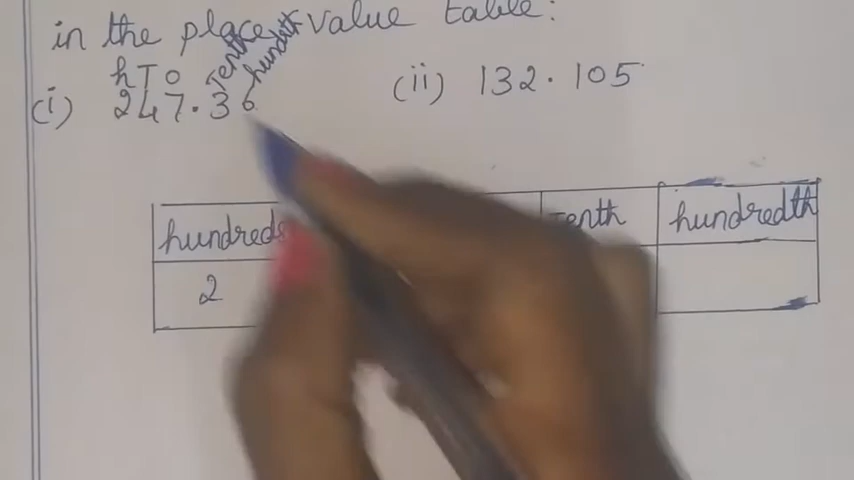 in the place value table:
h T O Tenth hundredth
(i) 247.36 (ii) 132.105
hundreds Tenth hundredth
2